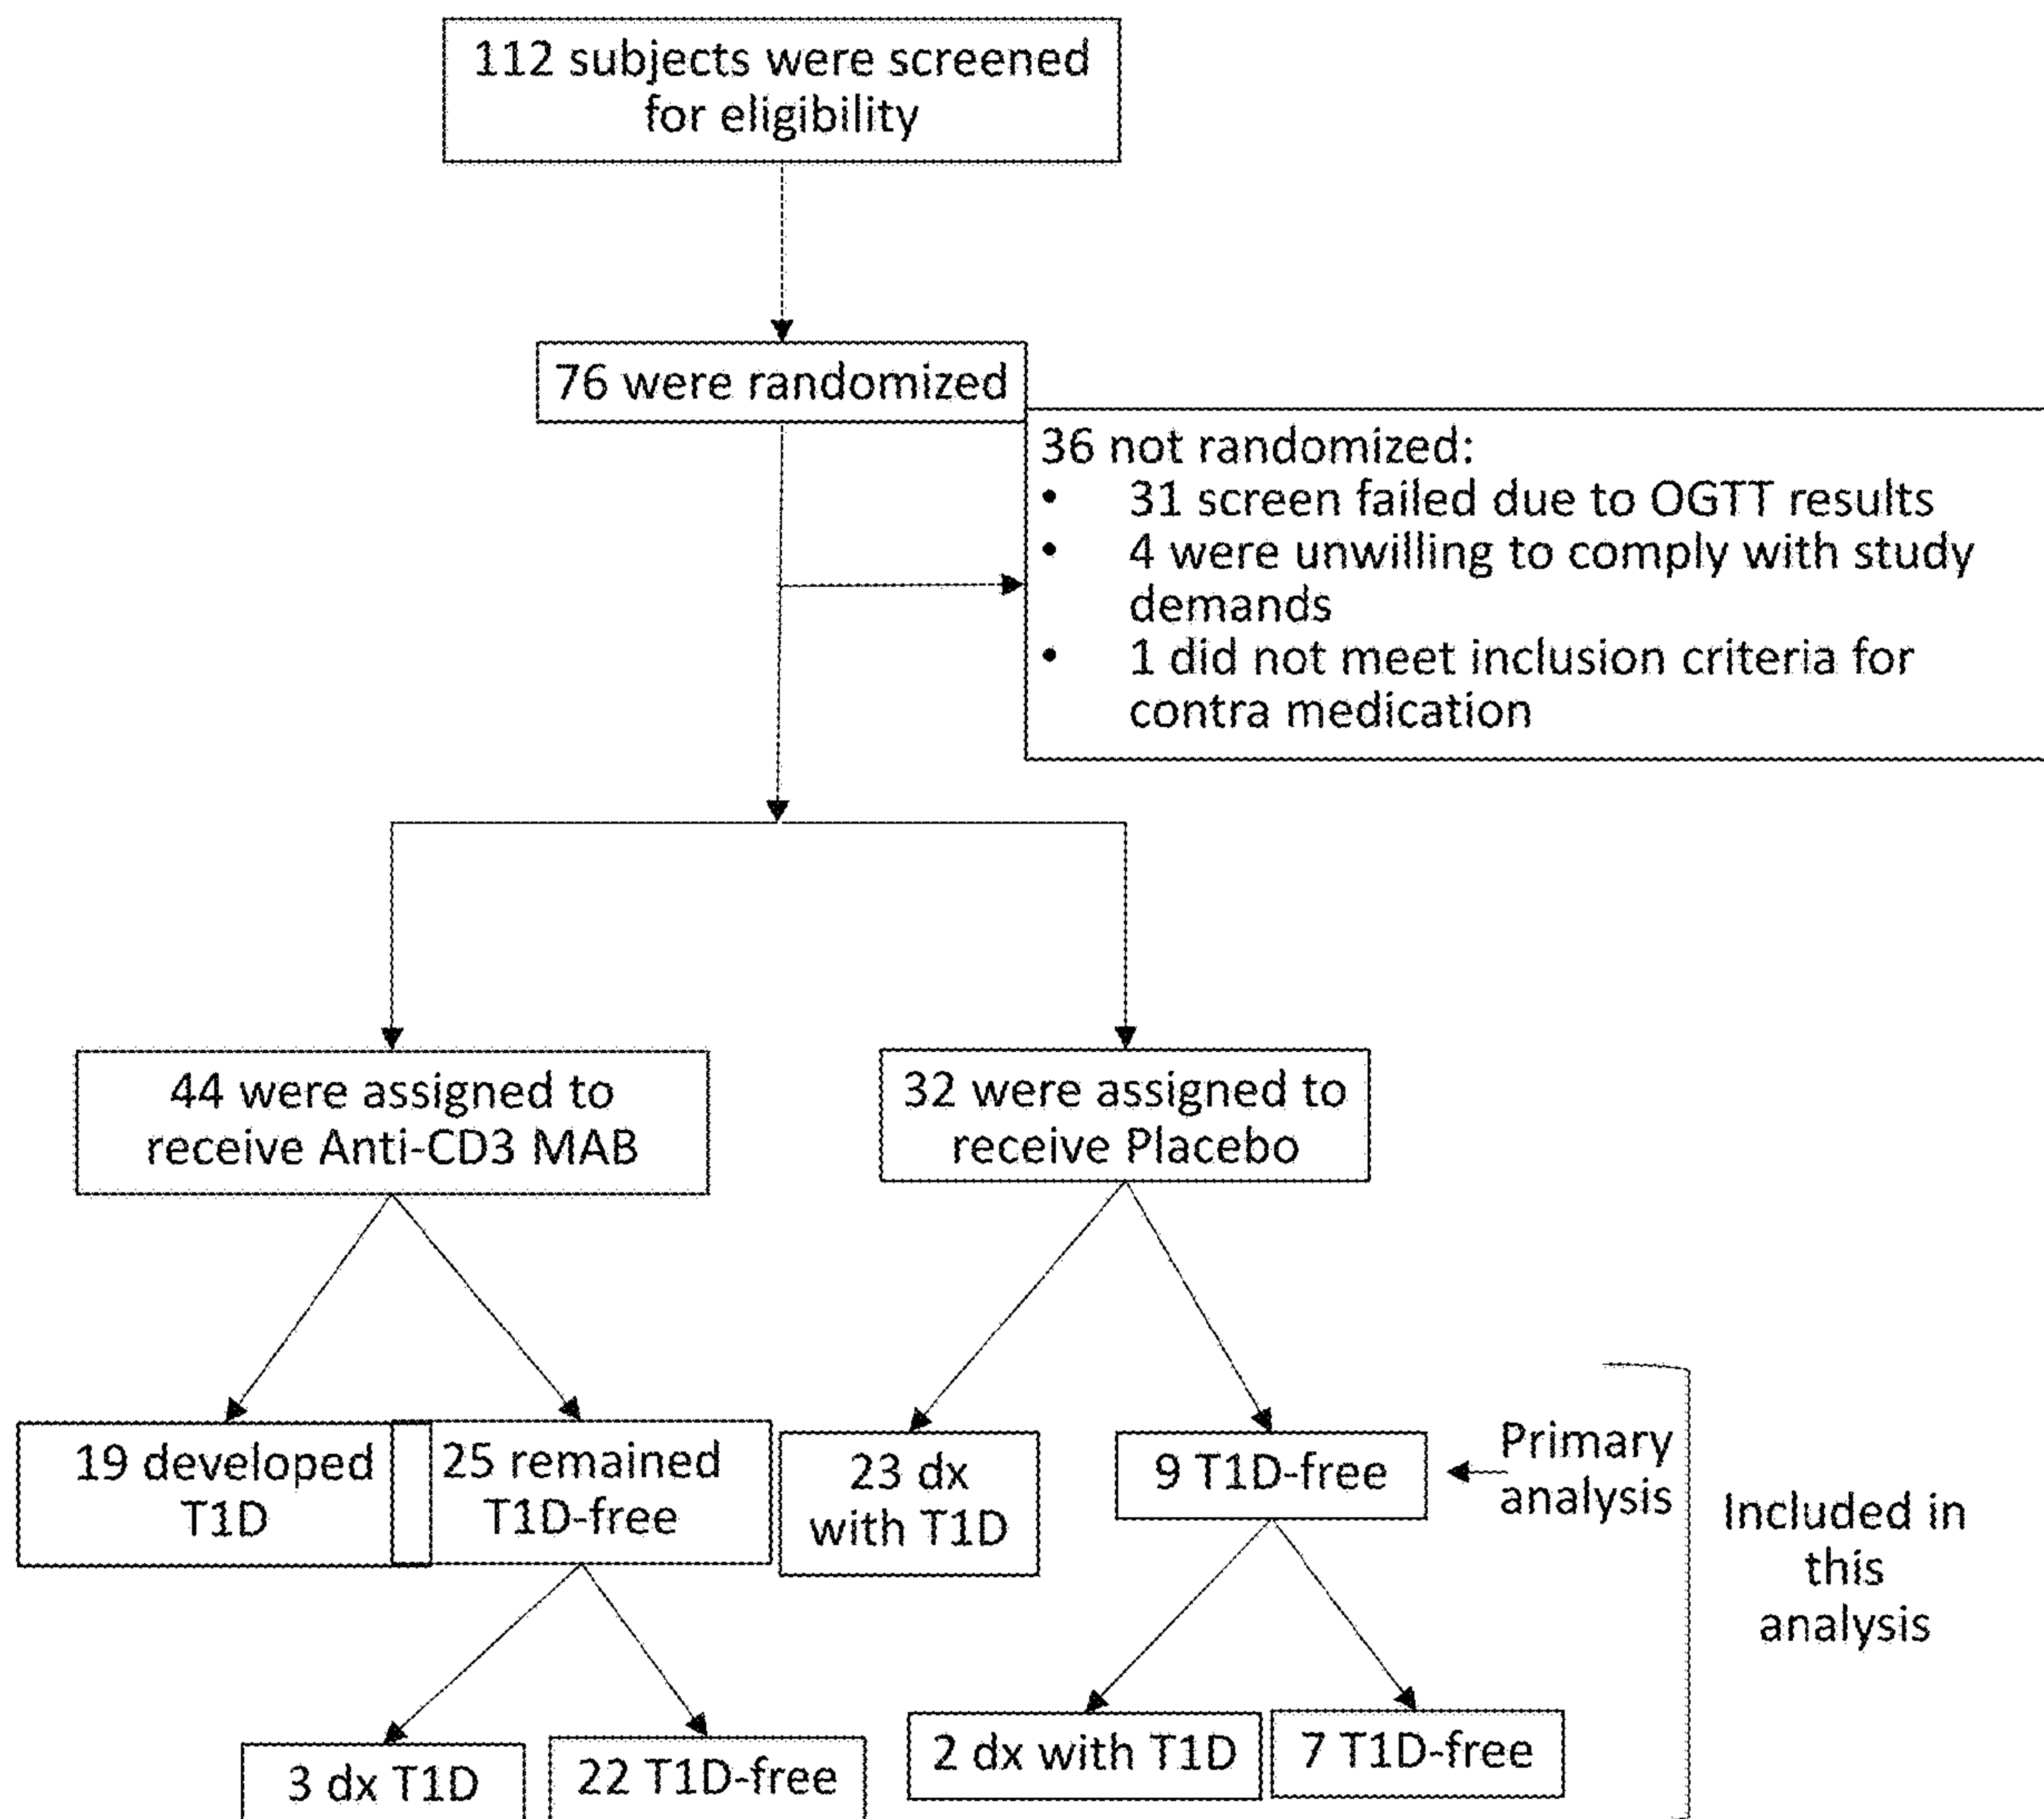 112 subjects were screened
for eligibility
76 were randomized
36 not randomized:
• 31 screen failed due to OGTT results
• 4 were unwilling to comply with study
demands
• 1 did not meet inclusion criteria for
contra medication
44 were assigned to
receive Anti-CD3 MAB
32 were assigned to
receive Placebo
19 developed
T1D
25 remained
T1D-free
23 dx
with T1D
9 T1D-free
Primary
analysis
Included in
this
analysis
3 dx T1D
22 T1D-free
2 dx with T1D
7 T1D-free